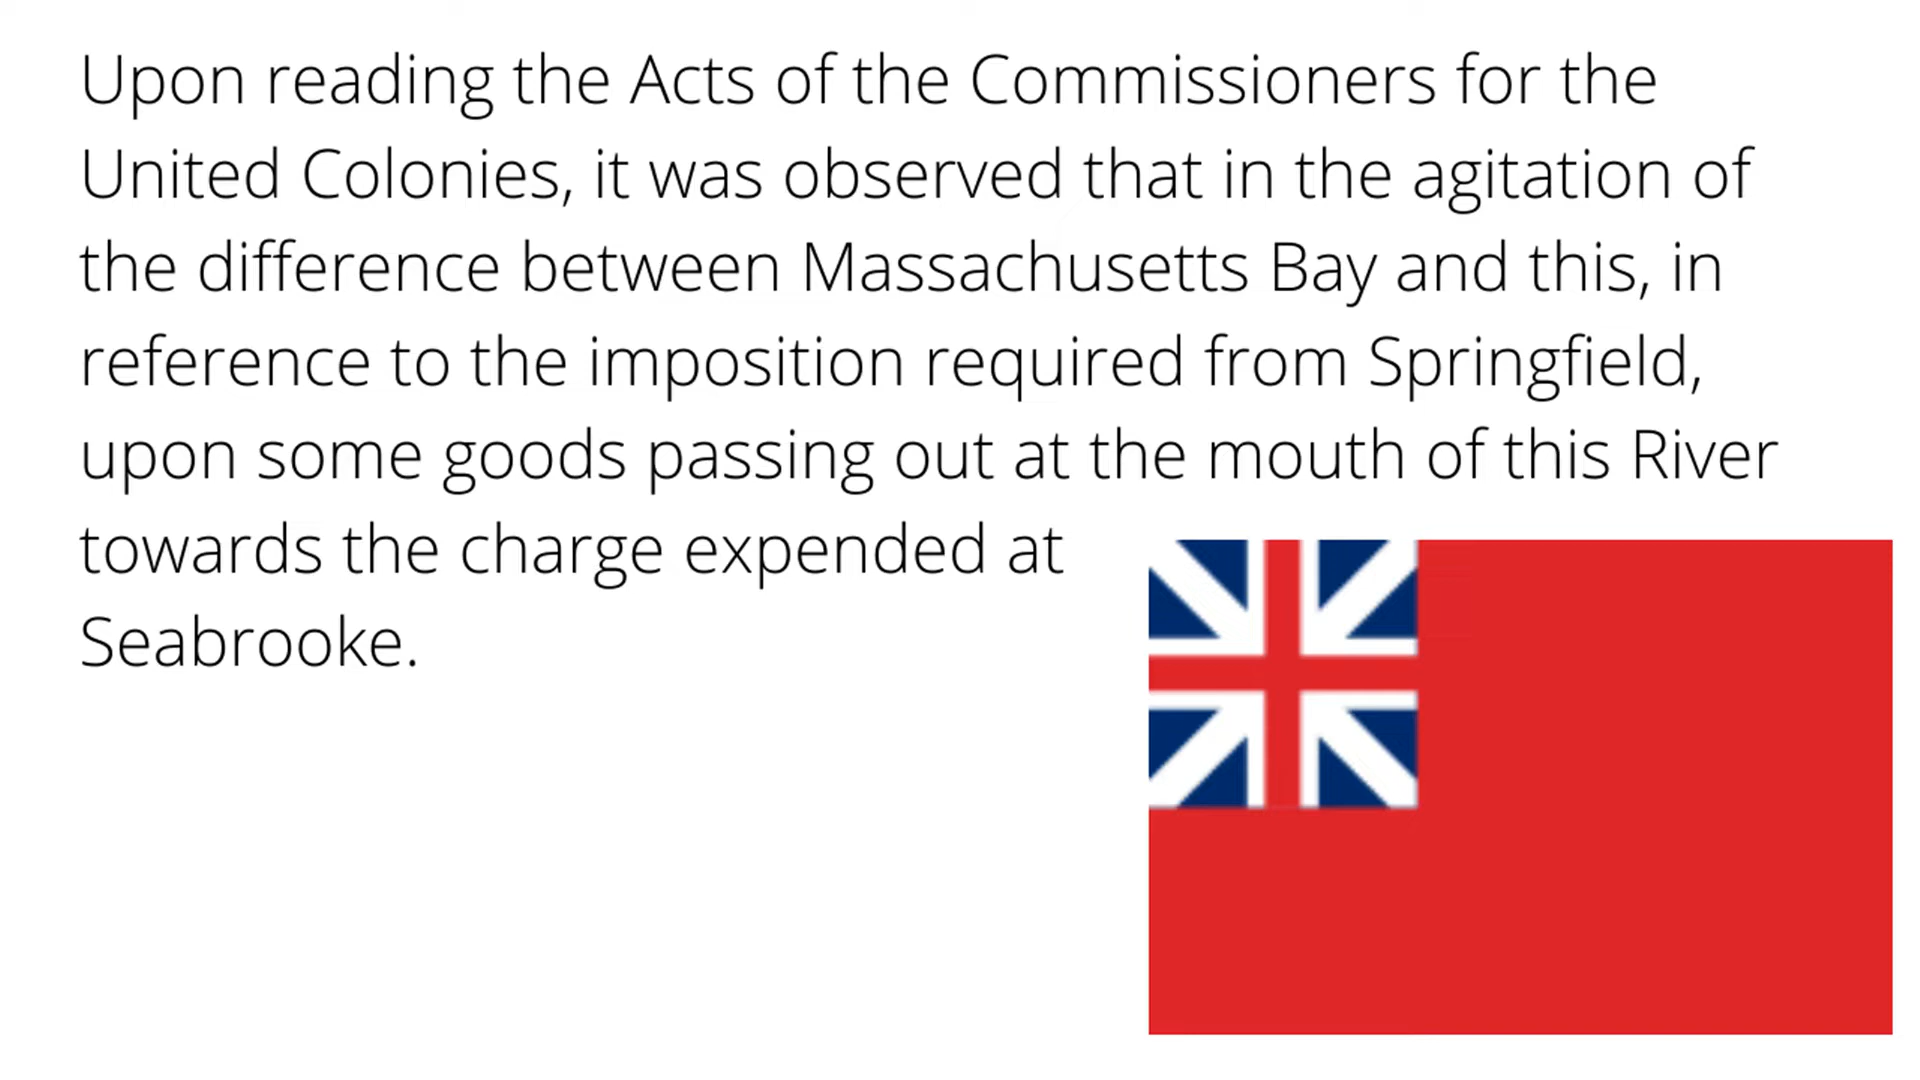 Upon reading the Acts of the Commissioners for the
United Colonies, it was observed that in the agitation of
the difference between Massachusetts Bay and this, in
reference to the imposition required from Springfield,
upon some goods passing out at the mouth of this River
towards the charge expended at
Seabrooke.